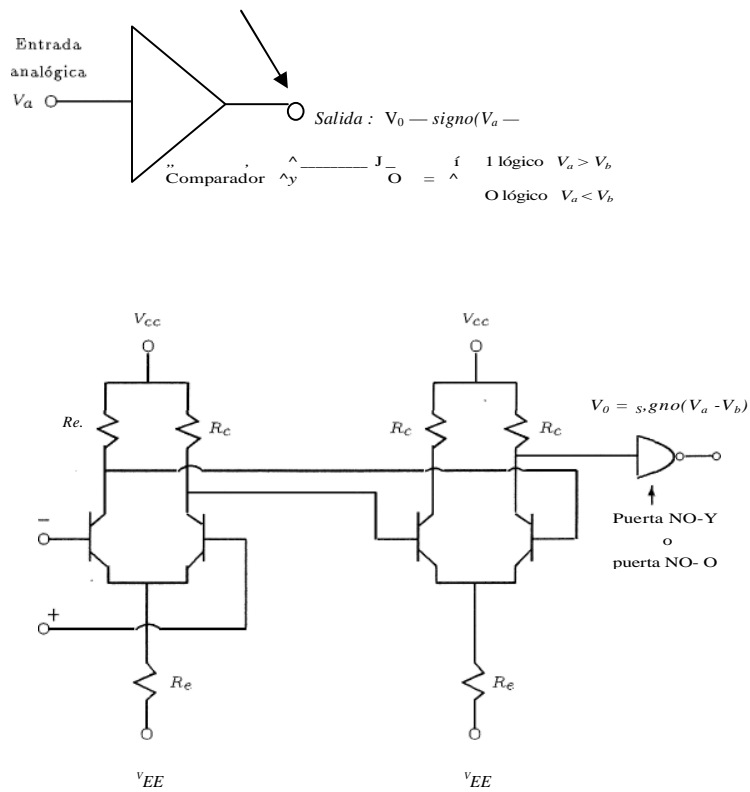 Entrada
analógica
Va
Salida : V0 — signo(Va —
,, , ^ _________ J _ í 1 lógico Va > Vb
Comparador ^y O = ^
O lógico Va < Vb
Vcc Vcc
V0 = s,gno(Va -Vb)
Re. Rc Rc Rc
−
Puerta NO-Y
o
puerta NO- O
+
Re Re
VEE VEE